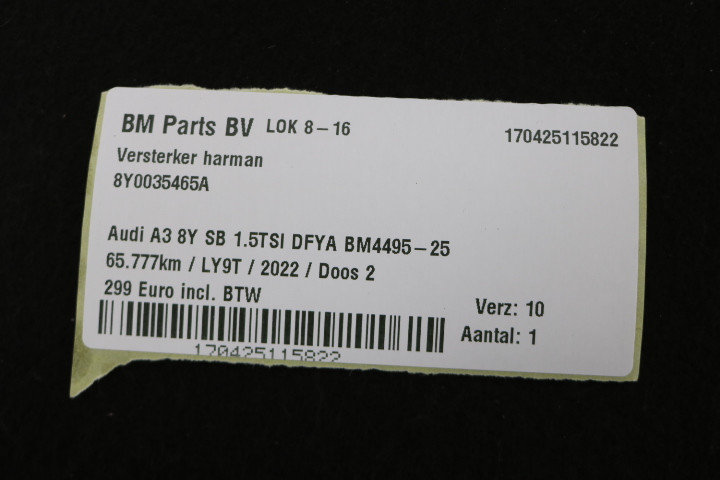 BM Parts BV LOK 8-16 170425115822
Versterker harman
8Y0035465A
Audi A3 8Y SB 1.5TSI DFYA BM4495-25
65.777km / LY9T / 2022 / Doos 2
299 Euro incl. BTW
Verz: 10
Aantal: 1
170425115822